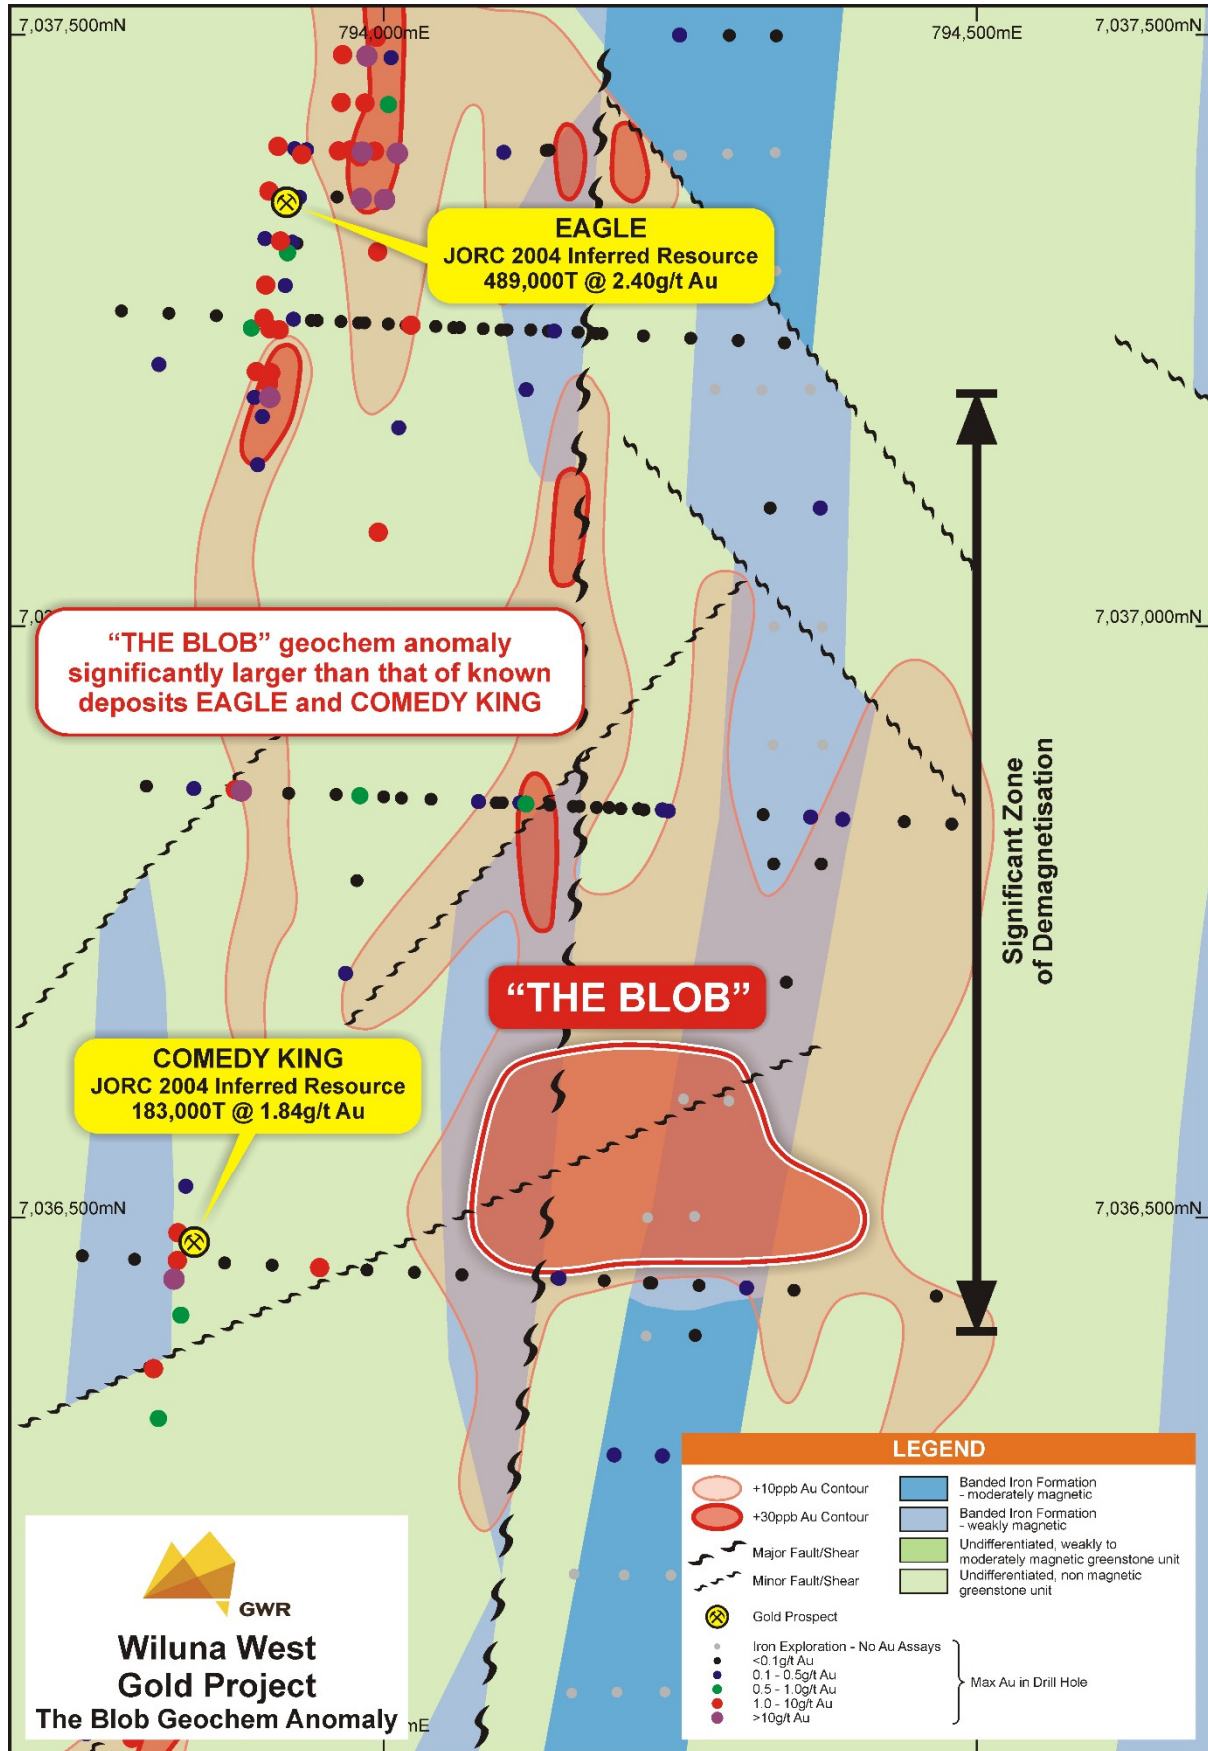 7,037,500mN
794,000mE
794,500mE
7,037,500mN
EAGLE
JORC 2004 Inferred Resource
489,000T @ 2.40g/t Au
7,037,000mN
"THE BLOB" geochem anomaly
significantly larger than that of known
deposits EAGLE and COMEDY KING
Significant Zone
of Demagnetisation
"THE BLOB"
COMEDY KING
JORC 2004 Inferred Resource
183,000T @ 1.84g/t Au
7,036,500mN
7,036,500mN
LEGEND
+10ppb Au Contour
+30ppb Au Contour
Major Fault/Shear
Minor Fault/Shear
Gold Prospect
Iron Exploration - No Au Assays
<0.1g/t Au
0.1 - 0.5g/t Au
0.5 - 1.0g/t Au
1.0 - 10g/t Au
>10g/t Au
Max Au in Drill Hole
Banded Iron Formation
- moderately magnetic
Banded Iron Formation
- weakly magnetic
Undifferentiated, weakly to
moderately magnetic greenstone unit
Undifferentiated, non magnetic
greenstone unit
GWR
Wiluna West
Gold Project
The Blob Geochem Anomaly